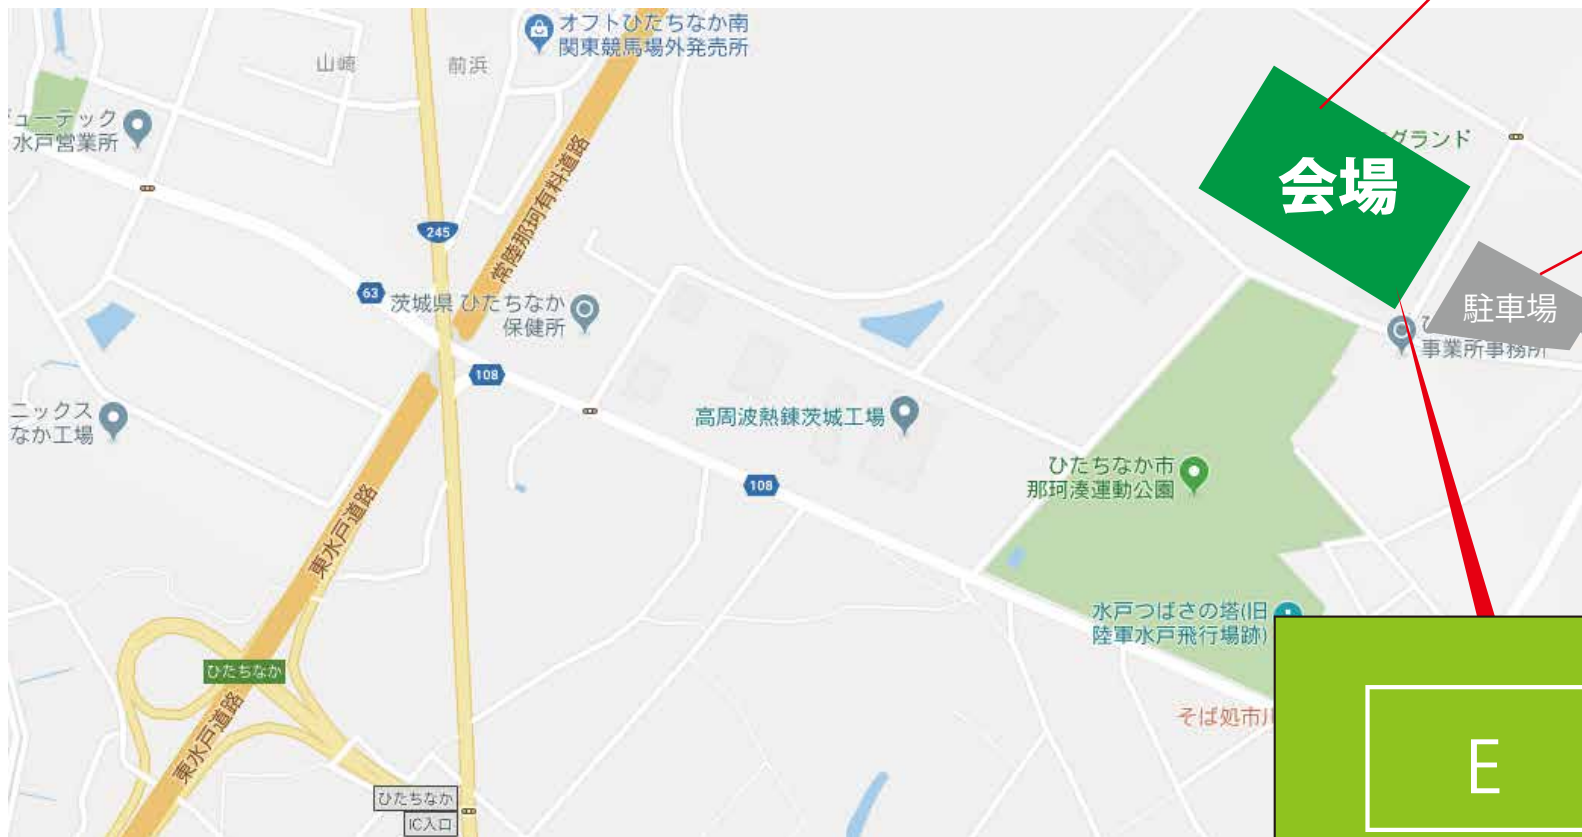 オフトひたちなか南
関東競馬場外発売所
山崎
前浜
ューテック
水戸営業所
グランド
会場
常陸那珂有料道路
245
63
茨城県 ひたちなか
保健所
駐車場
事業所事務所
108
ニックス
なか工場
高周波熱錬茨城工場
ひたちなか市
那珂湊運動公園
108
東水戸道路
水戸つばさの塔(旧
陸軍水戸飛行場跡)
ひたちなか
そば処市川
東水戸道路
E
ひたちなか
IC入口